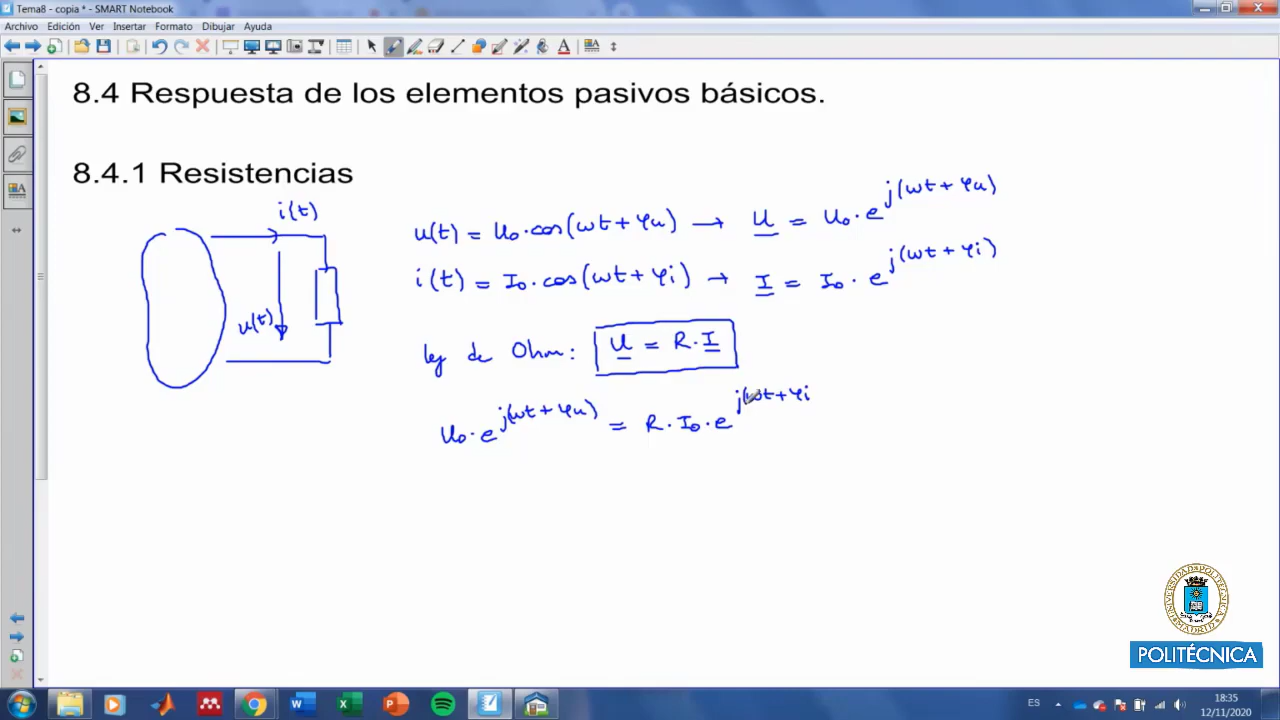 Tema8 - copia * - SMART Notebook
Archivo Edición Ver Insertar Formato Dibujar Ayuda
8.4 Respuesta de los elementos pasivos básicos.
8.4.1 Resistencias
i(t)
u(t)
u(t) = U₀·cos(ωt+φu) → U = U₀·e^j(ωt+φu)
i(t) = I₀·cos(ωt+φi) → I = I₀·e^j(ωt+φi)
ley de Ohm: U = R·I
U₀·e^j(ωt+φu) = R·I₀·e^j(ωt+φi
POLITÉCNICA
ES 18:35
12/11/2020